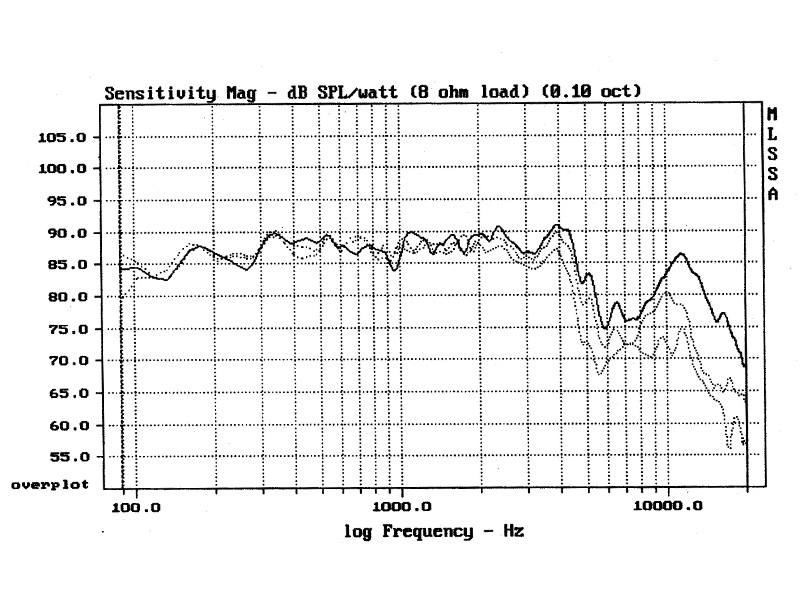 Sensitivity Mag - dB SPL/watt (8 ohm load) (0.10 oct)
M
L
S
S
A
105.0
100.0
95.0
90.0
85.0
80.0
75.0
70.0
65.0
60.0
55.0
overplot
100.0 1000.0 10000.0
log Frequency - Hz